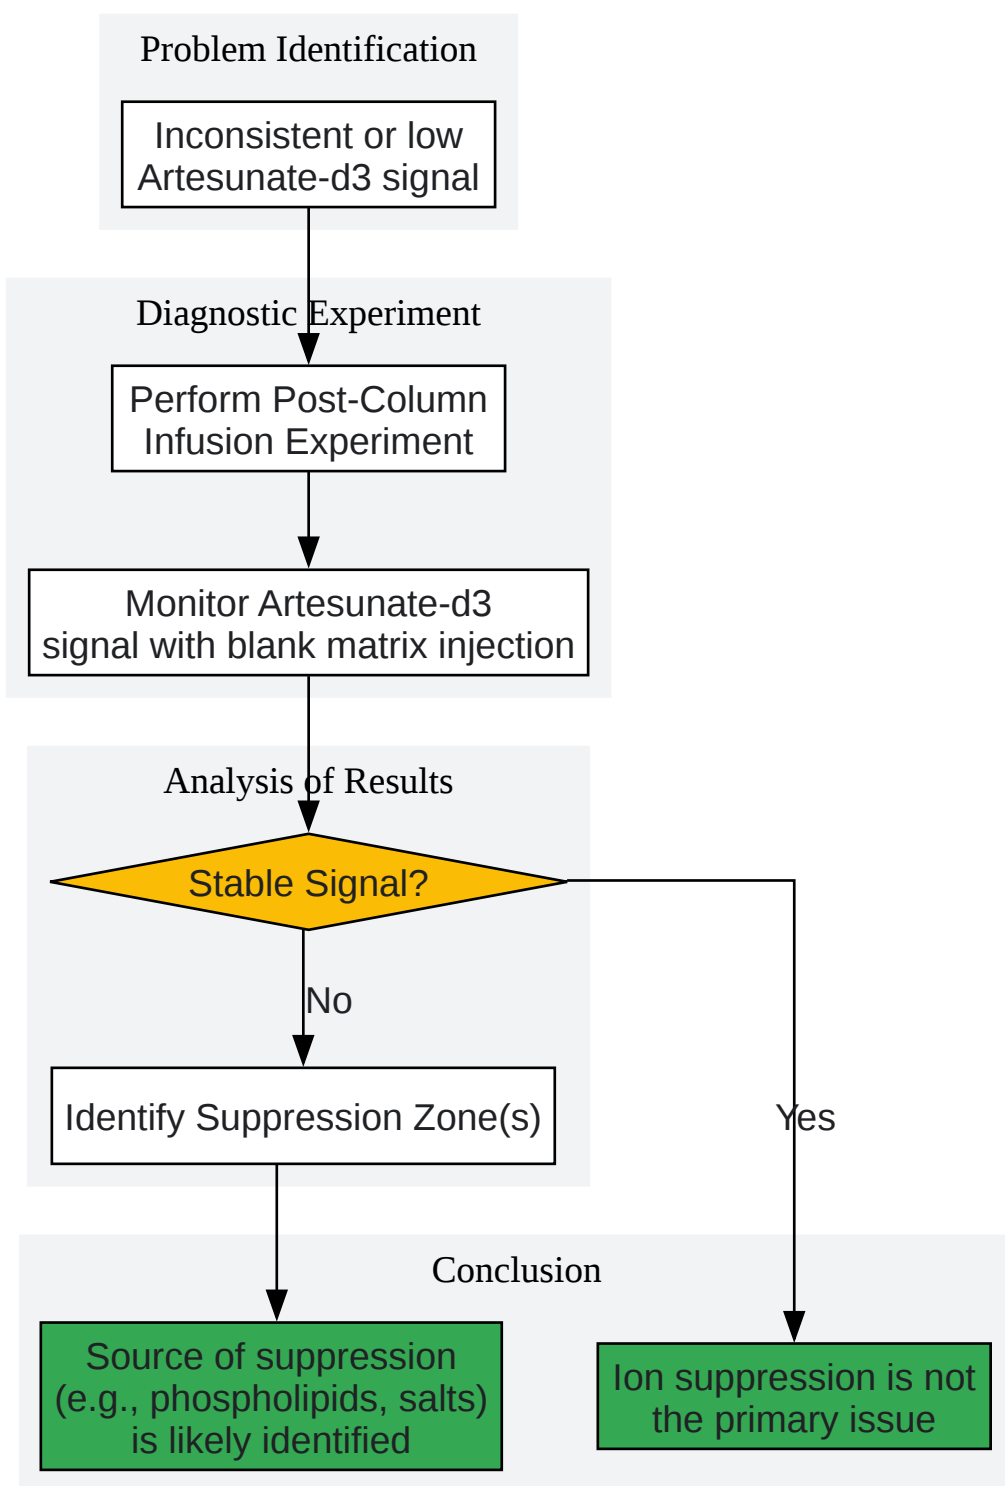 Problem Identification
Inconsistent or low
Artesunate-d3 signal
Diagnostic Experiment
Perform Post-Column
Infusion Experiment
Monitor Artesunate-d3
signal with blank matrix injection
Analysis of Results
Stable Signal?
No
Identify Suppression Zone(s)
Yes
Conclusion
Source of suppression
(e.g., phospholipids, salts)
is likely identified
Ion suppression is not
the primary issue